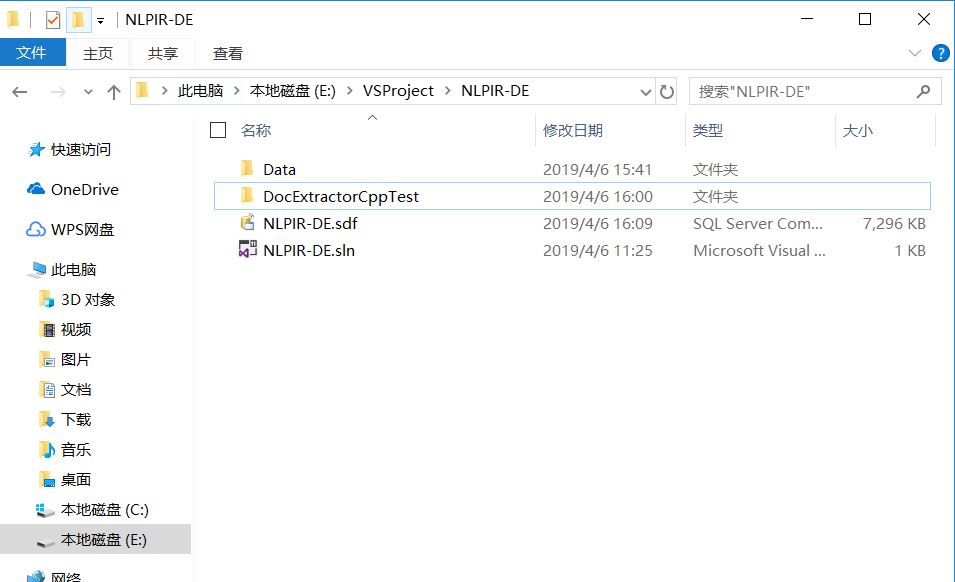 NLPIR-DE
文件 主页 共享 查看
此电脑 本地磁盘 (E:) VSProject NLPIR-DE 搜索"NLPIR-DE"
名称 修改日期 类型 大小
快速访问
OneDrive
WPS网盘
此电脑
3D 对象
视频
图片
文档
下载
音乐
桌面
本地磁盘 (C:)
本地磁盘 (E:)
网络
Data 2019/4/6 15:41 文件夹
DocExtractorCppTest 2019/4/6 16:00 文件夹
NLPIR-DE.sdf 2019/4/6 16:09 SQL Server Com... 7,296 KB
NLPIR-DE.sln 2019/4/6 11:25 Microsoft Visual ... 1 KB